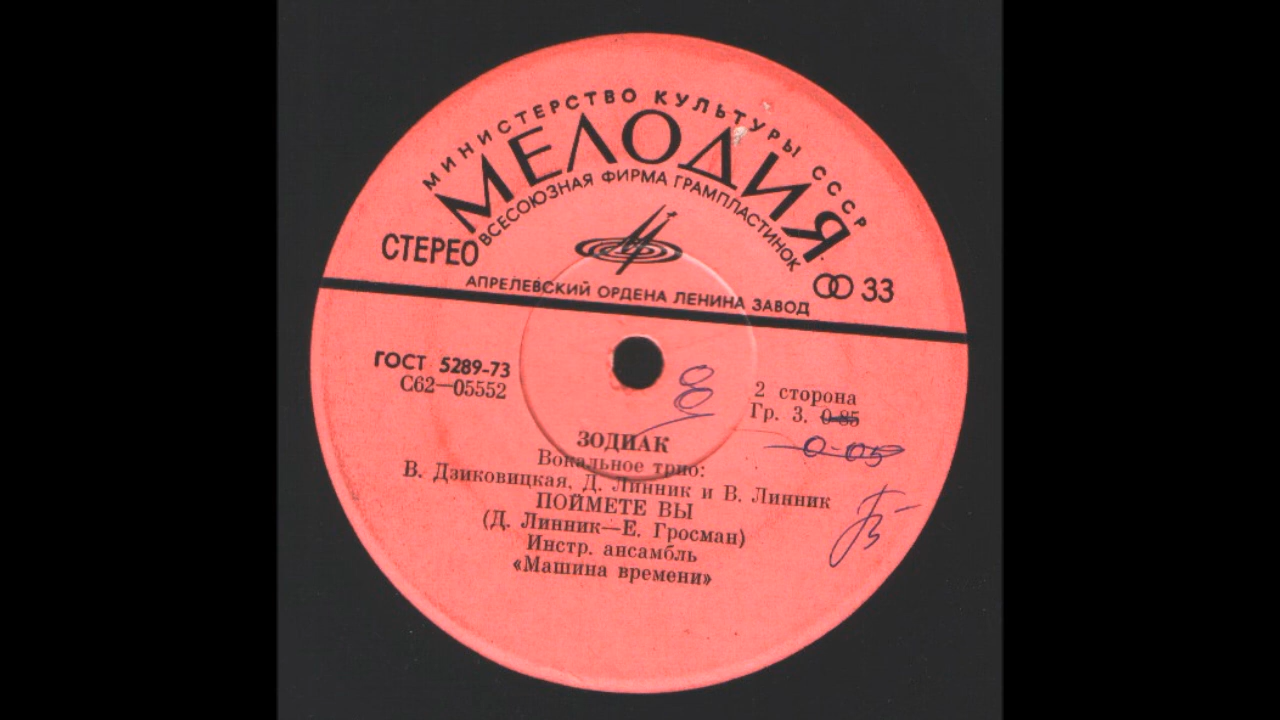 МИНИСТЕРСТВО КУЛЬТУРЫ СССР
МЕЛОДИЯ
ВСЕСОЮЗНАЯ ФИРМА ГРАМПЛАСТИНОК
СТЕРЕО
33
АПРЕЛЕВСКИЙ ОРДЕНА ЛЕНИНА ЗАВОД
ГОСТ 5289-73
С62—05552
8
2 сторона
Гр. 3. 0-85
0-05
ЗОДИАК
Вокальное трио:
В. Дзиковицкая, Д. Линник и В. Линник
ПОЙМЕТЕ ВЫ
(Д. Линник—Е. Гросман)
Инстр. ансамбль
«Машина времени»